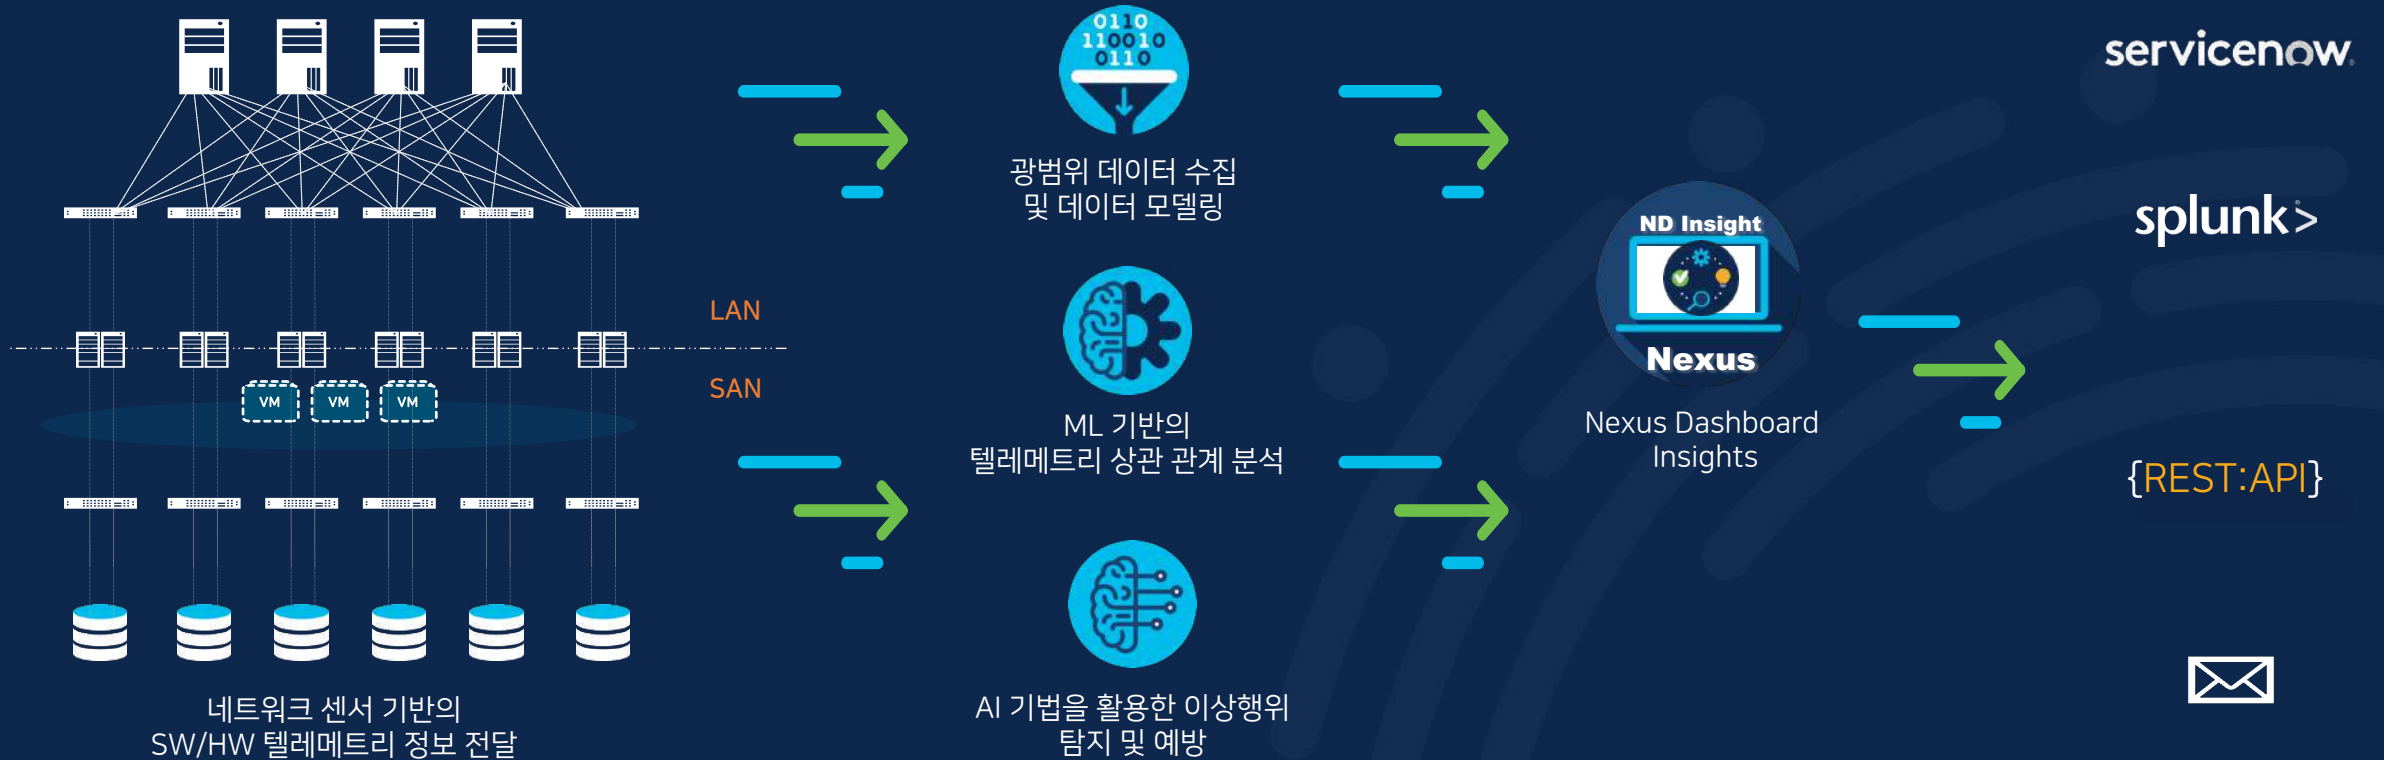 LAN
SAN
VM
VM
VM
네트워크 센서 기반의
SW/HW 텔레메트리 정보 전달
0110
110010
0110
광범위 데이터 수집
및 데이터 모델링
ML 기반의
텔레메트리 상관 관계 분석
AI 기법을 활용한 이상행위
탐지 및 예방
ND Insight
Nexus
Nexus Dashboard
Insights
servicenow
splunk>
{REST:API}